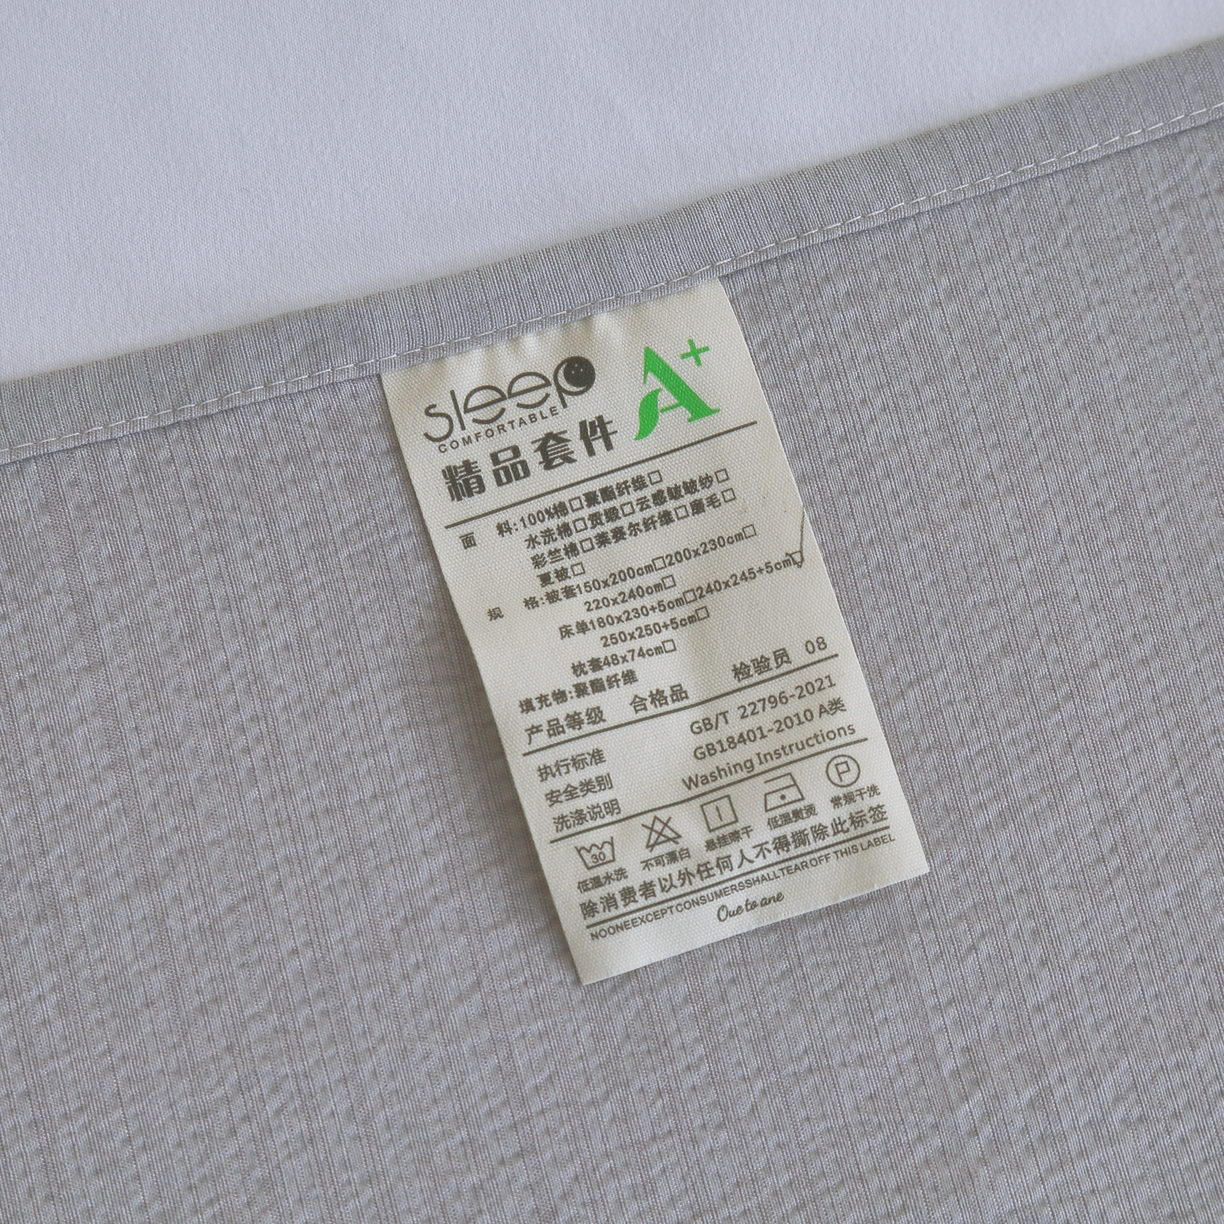 sleep
COMFORTABLE
A+
精品套件
面 料:100%棉□聚酯纤维□
水洗棉□贡缎□云感皱皱纱□
彩竺棉□莱赛尔纤维□磨毛□
夏被□
规 格:被套150x200cm□200x230cm□
220x240cm□
床单180x230+5cm□240x245+5cm☑
250x250+5cm□
枕套48x74cm□
填充物:聚酯纤维
产品等级 合格品 检验员 08
执行标准 GB/T 22796-2021
安全类别 GB18401-2010 A类
洗涤说明 Washing Instructions
30 P
低温水洗 不可漂白 悬挂晾干 低温熨烫 常规干洗
除消费者以外任何人不得撕除此标签
NOONEEXCEPTCONSUMERSSHALLTEAROFF THIS LABEL
One to one